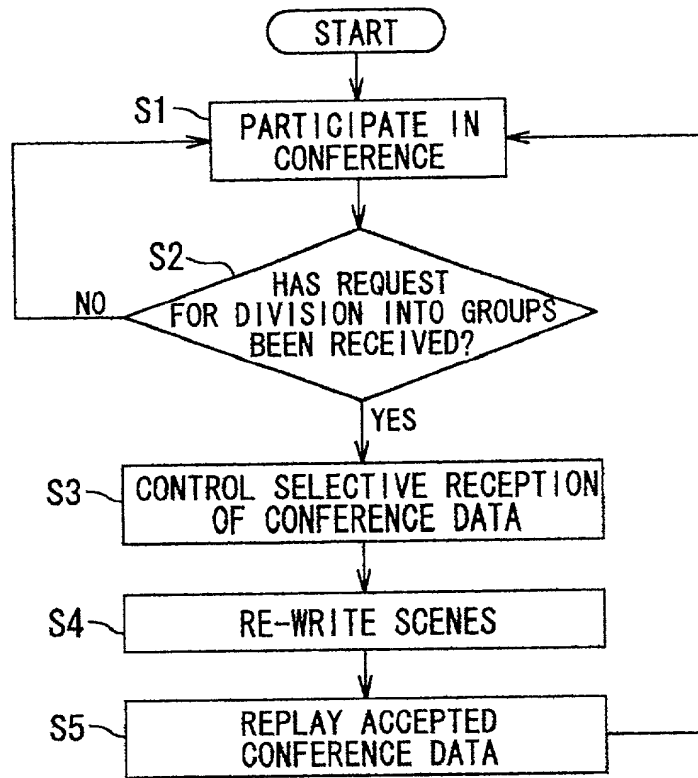 START
S1
PARTICIPATE IN
CONFERENCE
S2
HAS REQUEST
FOR DIVISION INTO GROUPS
BEEN RECEIVED?
NO
YES
S3
CONTROL SELECTIVE RECEPTION
OF CONFERENCE DATA
S4
RE-WRITE SCENES
S5
REPLAY ACCEPTED
CONFERENCE DATA